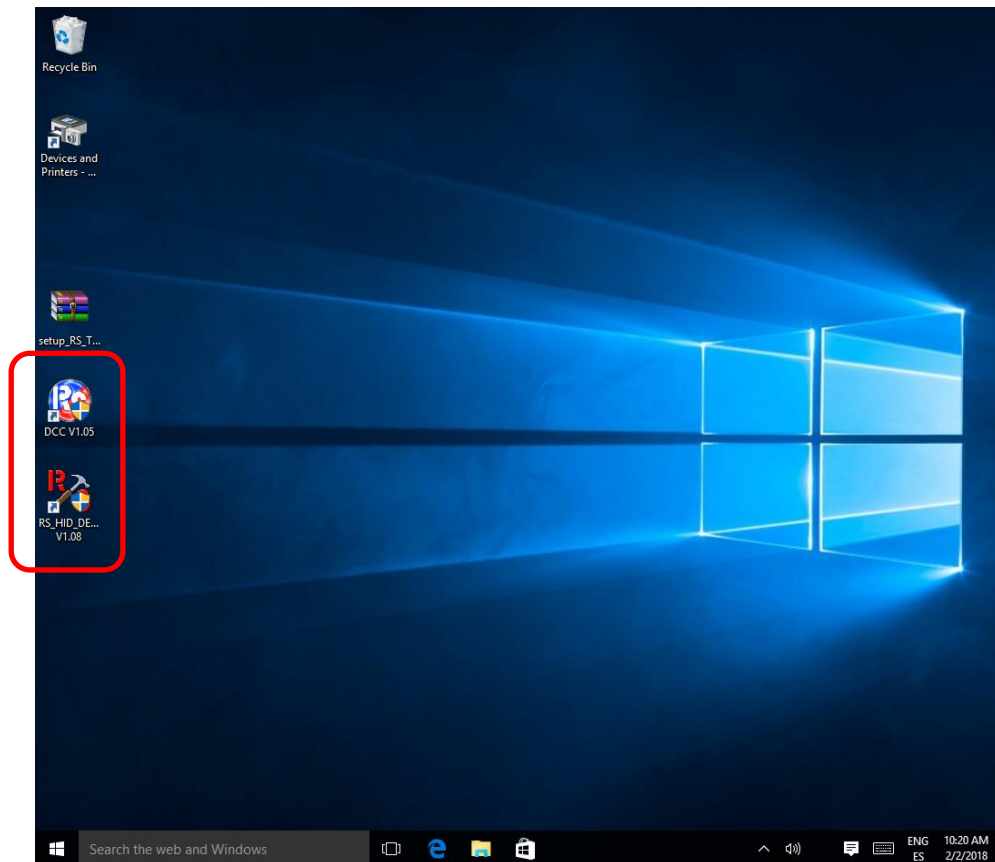 Recycle Bin
Devices and
Printers - ...
setup_RS_T...
DCC V1.05
RS_HID_DE...
V1.08
Search the web and Windows
ENG
ES
10:20 AM
2/2/2018